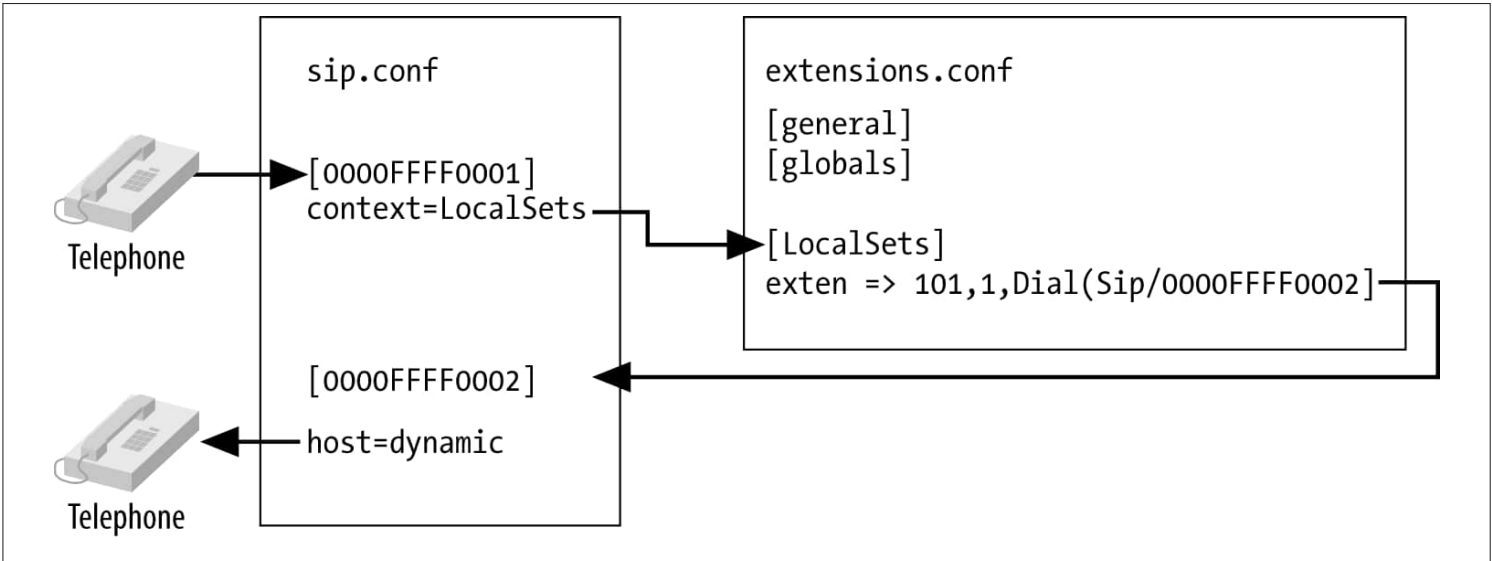 sip.conf
[0000FFFF0001]
context=LocalSets
[0000FFFF0002]
host=dynamic
Telephone
Telephone
extensions.conf
[general]
[globals]
[LocalSets]
exten => 101,1,Dial(Sip/0000FFFF0002]